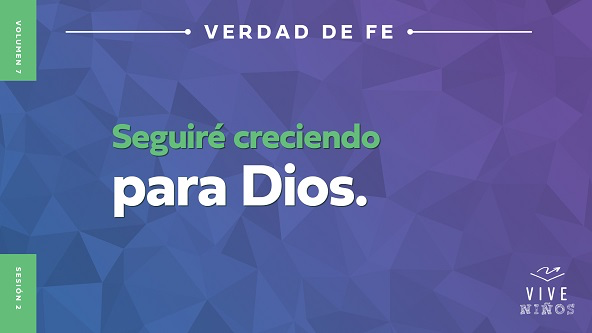 VOLUMEN 7
VERDAD DE FE
Seguiré creciendo
para Dios.
SESIÓN 2
VIVE
NIÑOS